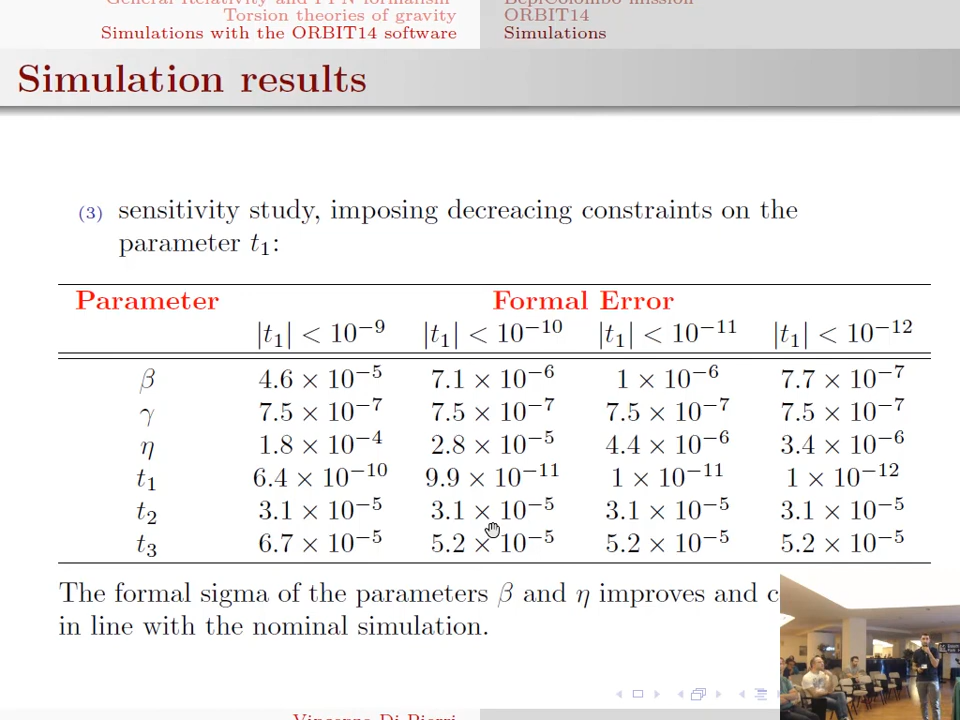 General Relativity and PPN formalism
BepiColombo mission
Torsion theories of gravity
ORBIT14
Simulations with the ORBIT14 software
Simulations
Simulation results
(3) sensitivity study, imposing decreacing constraints on the
parameter t₁:
Parameter Formal Error
|t₁| < 10⁻⁹ |t₁| < 10⁻¹⁰ |t₁| < 10⁻¹¹ |t₁| < 10⁻¹²
β 4.6 × 10⁻⁵ 7.1 × 10⁻⁶ 1 × 10⁻⁶ 7.7 × 10⁻⁷
γ 7.5 × 10⁻⁷ 7.5 × 10⁻⁷ 7.5 × 10⁻⁷ 7.5 × 10⁻⁷
η 1.8 × 10⁻⁴ 2.8 × 10⁻⁵ 4.4 × 10⁻⁶ 3.4 × 10⁻⁶
t₁ 6.4 × 10⁻¹⁰ 9.9 × 10⁻¹¹ 1 × 10⁻¹¹ 1 × 10⁻¹²
t₂ 3.1 × 10⁻⁵ 3.1 × 10⁻⁵ 3.1 × 10⁻⁵ 3.1 × 10⁻⁵
t₃ 6.7 × 10⁻⁵ 5.2 × 10⁻⁵ 5.2 × 10⁻⁵ 5.2 × 10⁻⁵
The formal sigma of the parameters β and η improves and c
in line with the nominal simulation.